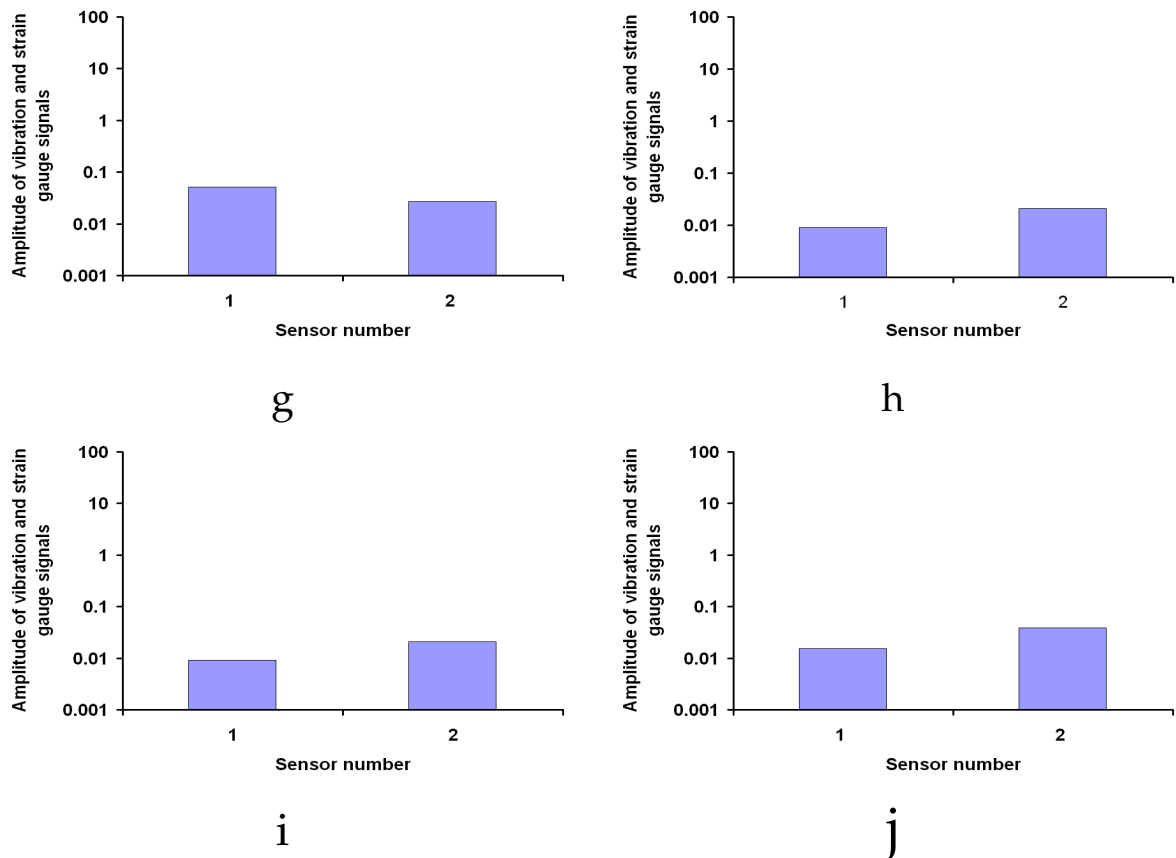 Amplitude of vibration and strain
gauge signals
100
10
1
0.1
0.01
0.001
1
2
Sensor number
g
Amplitude of vibration and strain
gauge signals
100
10
1
0.1
0.01
0.001
1
2
Sensor number
h
Amplitude of vibration and strain
gauge signals
100
10
1
0.1
0.01
0.001
1
2
Sensor number
i
Amplitude of vibration and strain
gauge signals
100
10
1
0.1
0.01
0.001
1
2
Sensor number
j